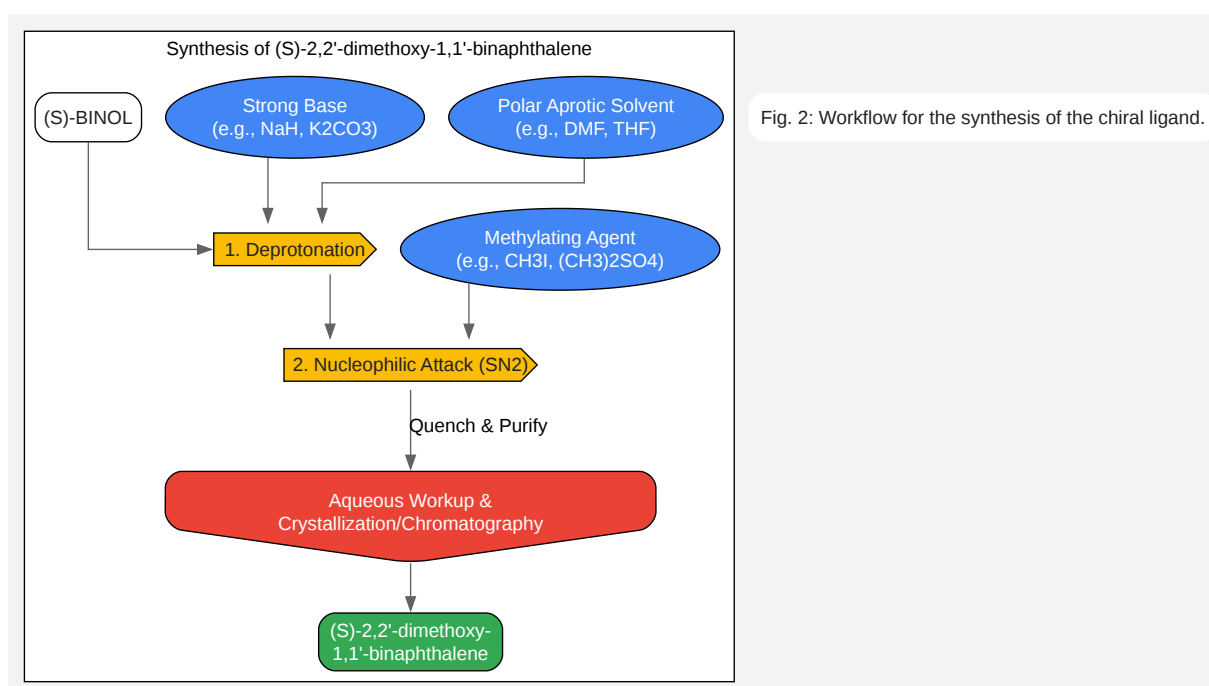 Synthesis of (S)-2,2'-dimethoxy-1,1'-binaphthalene
(S)-BINOL
Strong Base
(e.g., NaH, K2CO3)
Polar Aprotic Solvent
(e.g., DMF, THF)
Fig. 2: Workflow for the synthesis of the chiral ligand.
1. Deprotonation
Methylating Agent
(e.g., CH3I, (CH3)2SO4)
2. Nucleophilic Attack (SN2)
Quench & Purify
Aqueous Workup &
Crystallization/Chromatography
(S)-2,2'-dimethoxy-
1,1'-binaphthalene